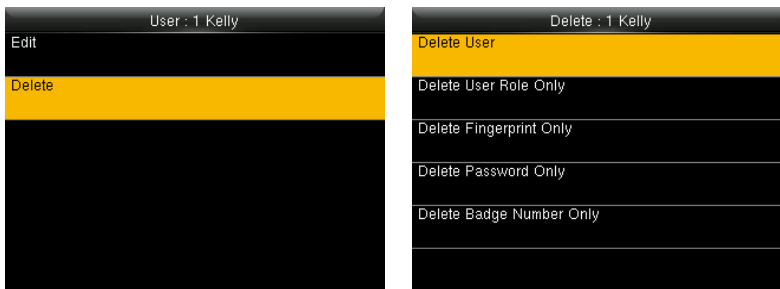 User : 1 Kelly
Edit
Delete
Delete : 1 Kelly
Delete User
Delete User Role Only
Delete Fingerprint Only
Delete Password Only
Delete Badge Number Only